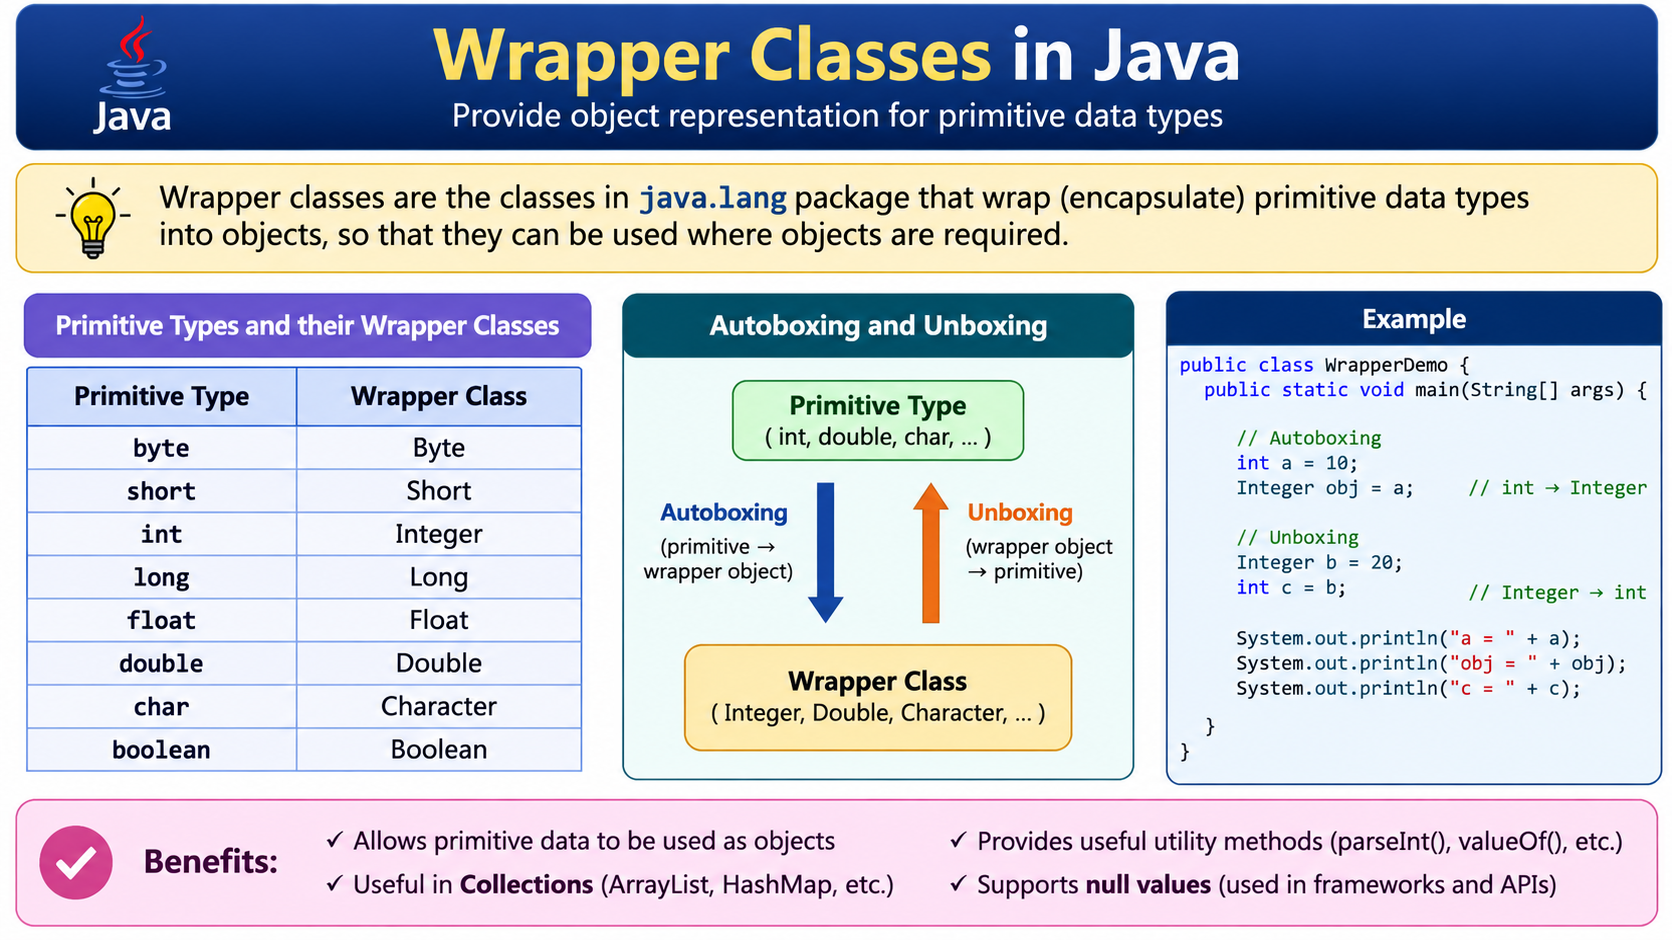 Java
Wrapper Classes in Java
Provide object representation for primitive data types
Wrapper classes are the classes in java.lang package that wrap (encapsulate) primitive data types
into objects, so that they can be used where objects are required.
Primitive Types and their Wrapper Classes
Primitive Type Wrapper Class
byte Byte
short Short
int Integer
long Long
float Float
double Double
char Character
boolean Boolean
Autoboxing and Unboxing
Primitive Type
( int, double, char, ... )
Autoboxing
(primitive →
wrapper object)
Unboxing
(wrapper object
→ primitive)
Wrapper Class
( Integer, Double, Character, ... )
Example
public class WrapperDemo {
public static void main(String[] args) {
// Autoboxing
int a = 10;
Integer obj = a; // int → Integer
// Unboxing
Integer b = 20;
int c = b; // Integer → int
System.out.println("a = " + a);
System.out.println("obj = " + obj);
System.out.println("c = " + c);
}
}
Benefits:
✓ Allows primitive data to be used as objects
✓ Useful in Collections (ArrayList, HashMap, etc.)
✓ Provides useful utility methods (parseInt(), valueOf(), etc.)
✓ Supports null values (used in frameworks and APIs)